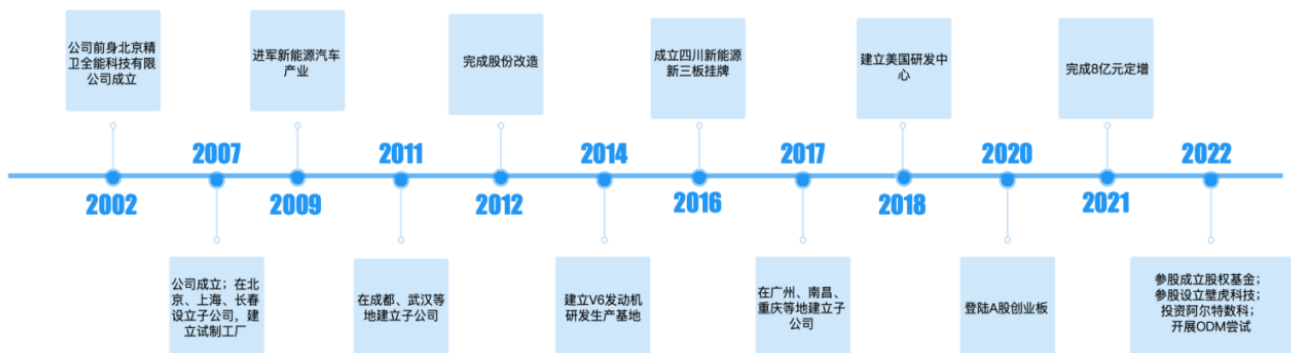 公司前身北京精
卫全能科技有限
公司成立
进军新能源汽车
产业
完成股份改造
成立四川新能源
新三板挂牌
建立美国研发中
心
完成8亿元定增
2007
2011
2014
2017
2020
2022
2002
2009
2012
2016
2018
2021
公司成立；在北
京、上海、长春
设立子公司，建
立试制工厂
在成都、武汉等
地建立子公司
建立V6发动机
研发生产基地
在广州、南昌、
重庆等地建立子
公司
登陆A股创业板
参股成立股权基金；
参股设立壁虎科技；
投资阿尔特数科；
开展ODM尝试